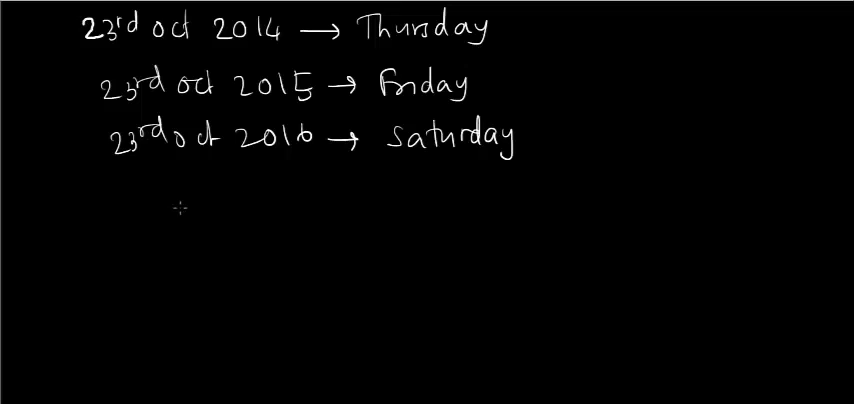 23rd oct 2014 → Thursday
23rd oct 2015 → Friday
23rd oct 2016 → Saturday